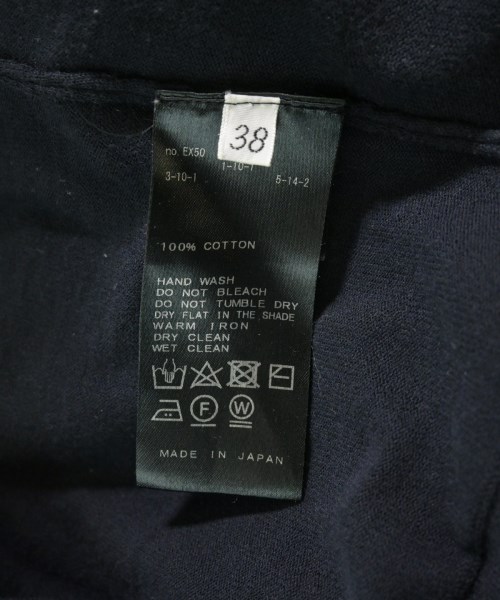 38
no. EX50
1-10-1
3-10-1
5-14-2
100% COTTON
HAND WASH
DO NOT BLEACH
DO NOT TUMBLE DRY
DRY FLAT IN THE SHADE
WARM IRON
DRY CLEAN
WET CLEAN
F W
MADE IN JAPAN